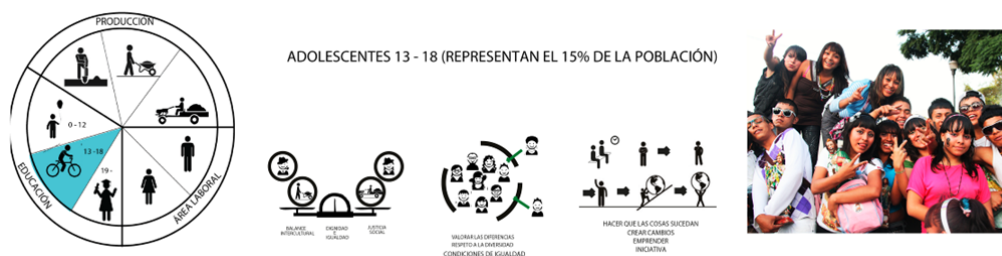 PRODUCCIÓN
0-12
13-18
19 -
EDUCACIÓN
ÁREA LABORAL
ADOLESCENTES 13 - 18 (REPRESENTAN EL 15% DE LA POBLACIÓN)
BALANCE
INTERCULTURAL
DIGNIDAD
E
IGUALDAD
JUSTICIA
SOCIAL
VALORAR LAS DIFERENCIAS
RESPETO A LA DIVERSIDAD
CONDICIONES DE IGUALDAD
HACER QUE LAS COSAS SUCEDAN
CREAR CAMBIOS
EMPRENDER
INICIATIVA